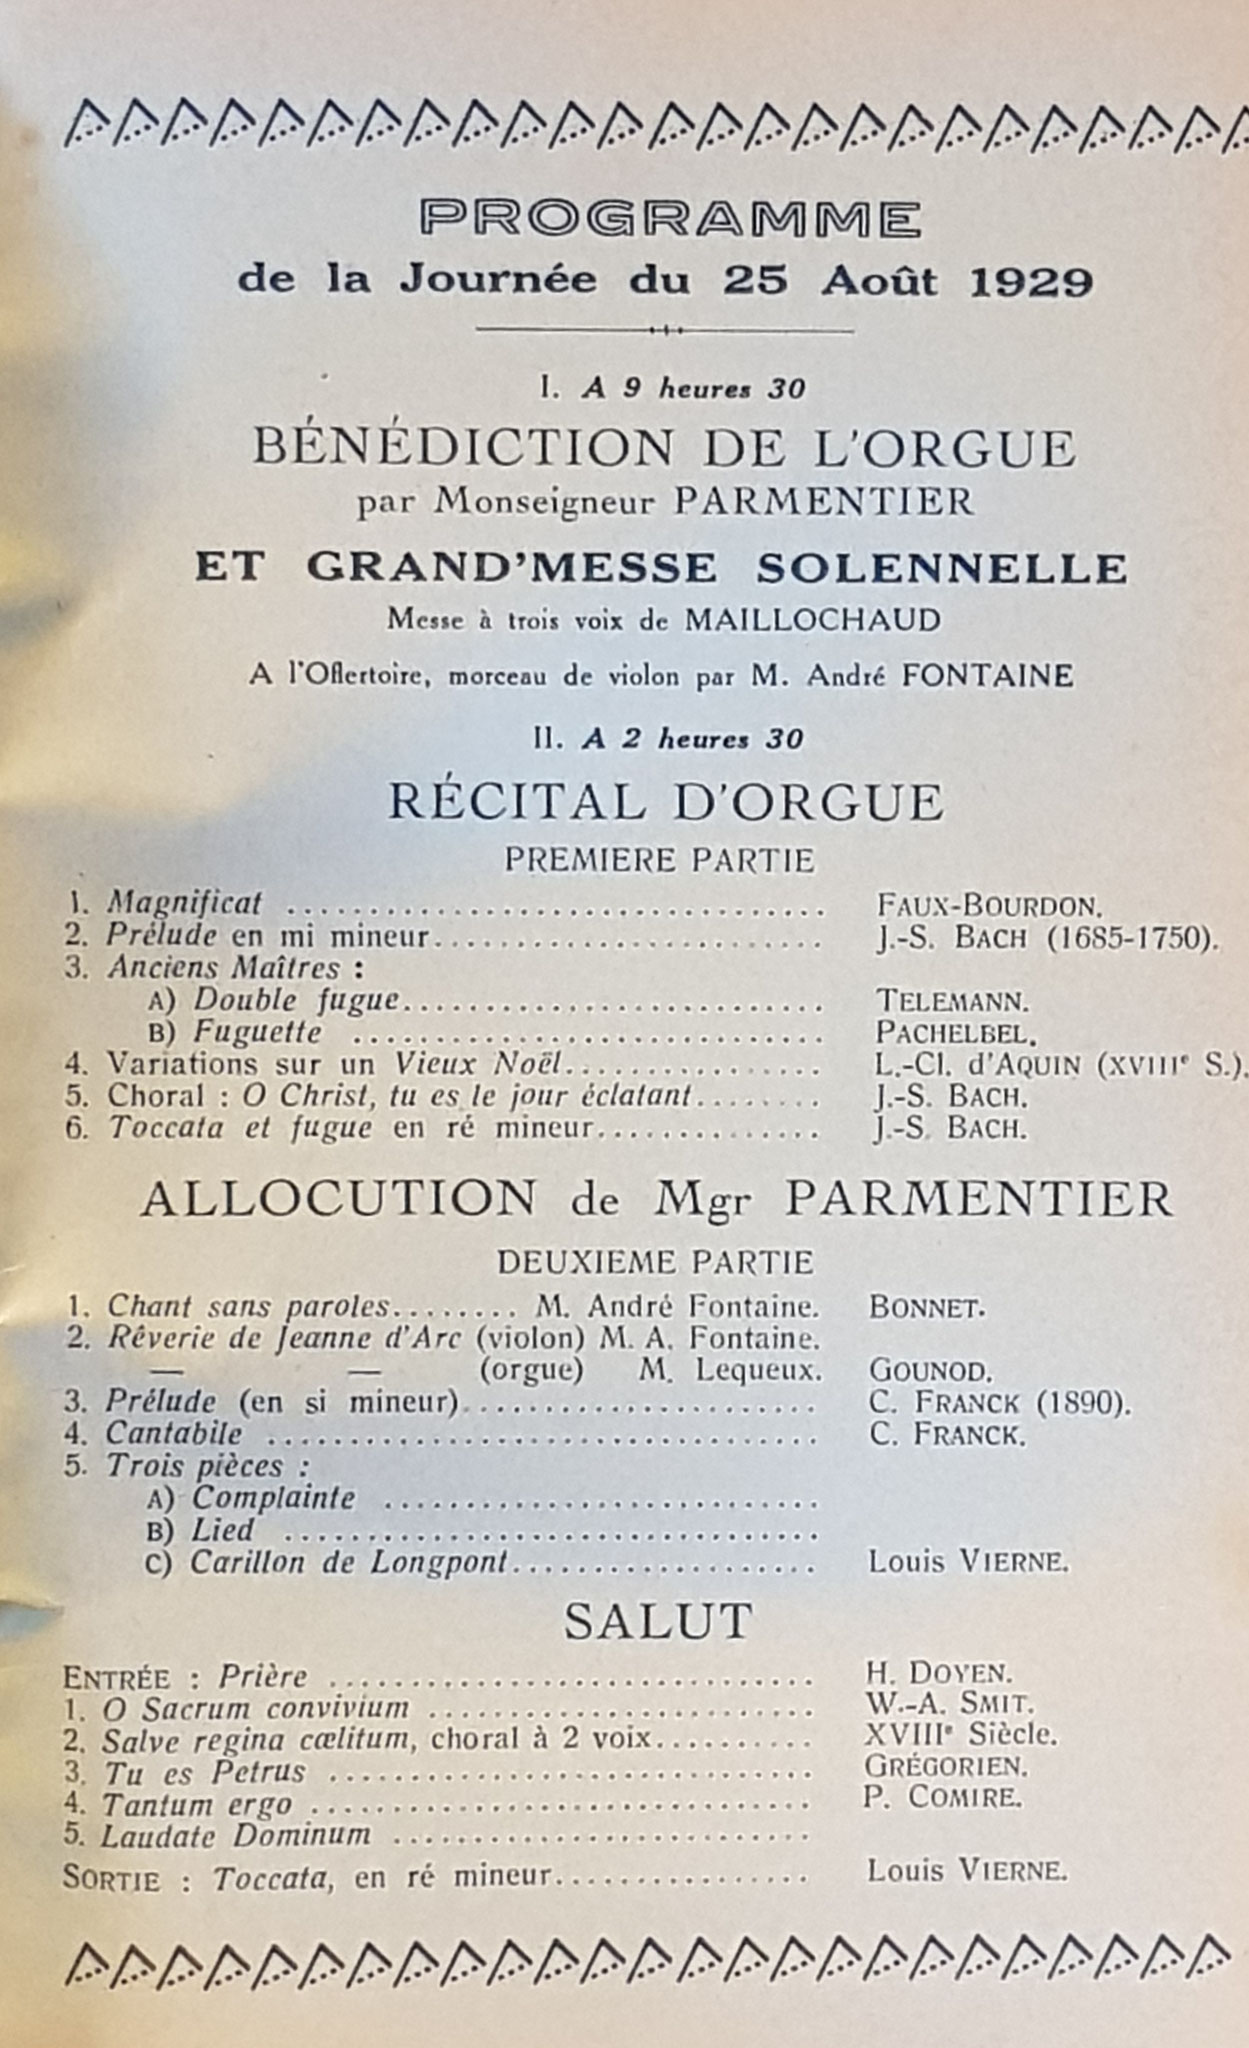 PROGRAMME
de la Journée du 25 Août 1929
I. A 9 heures 30
BÉNÉDICTION DE L'ORGUE
par Monseigneur PARMENTIER
ET GRAND'MESSE SOLENNELLE
Messe à trois voix de MAILLOCHAUD
A l'Offertoire, morceau de violon par M. André FONTAINE
II. A 2 heures 30
RÉCITAL D'ORGUE
PREMIERE PARTIE
1. Magnificat ................................. FAUX-BOURDON.
2. Prélude en mi mineur........................ J.-S. BACH (1685-1750).
3. Anciens Maîtres :
A) Double fugue.......................... TELEMANN.
B) Fuguette ............................. PACHELBEL.
4. Variations sur un Vieux Noël................ L.-Cl. d'AQUIN (XVIIIe S.).
5. Choral : O Christ, tu es le jour éclatant........ J.-S. BACH.
6. Toccata et fugue en ré mineur.............. J.-S. BACH.
ALLOCUTION de Mgr PARMENTIER
DEUXIEME PARTIE
1. Chant sans paroles........ M. André Fontaine. BONNET.
2. Rêverie de Jeanne d'Arc (violon) M. A. Fontaine.
— — (orgue) M. Lequeux. GOUNOD.
3. Prélude (en si mineur)...................... C. FRANCK (1890).
4. Cantabile .................................. C. FRANCK.
5. Trois pièces :
A) Complainte ...........................
B) Lied .................................
C) Carillon de Longpont................... Louis VIERNE.
SALUT
ENTRÉE : Prière .............................. H. DOYEN.
1. O Sacrum convivium ........................ W.-A. SMIT.
2. Salve regina cœlitum, choral à 2 voix.......... XVIIIe Siècle.
3. Tu es Petrus .............................. GRÉGORIEN.
4. Tantum ergo ............................... P. COMIRE.
5. Laudate Dominum ..........................
SORTIE : Toccata, en ré mineur................ Louis VIERNE.